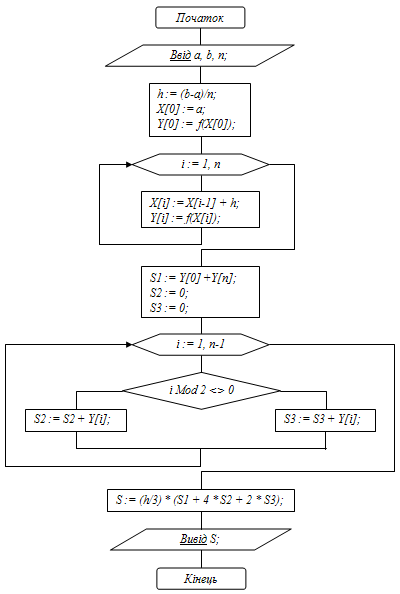 Початок
Ввід a, b, n;
h := (b-a)/n;
X[0] := a;
Y[0] := f(X[0]);
i := 1, n
X[i] := X[i-1] + h;
Y[i] := f(X[i]);
S1 := Y[0] +Y[n];
S2 := 0;
S3 := 0;
i := 1, n-1
i Mod 2 <> 0
S2 := S2 + Y[i];
S3 := S3 + Y[i];
S := (h/3) * (S1 + 4 * S2 + 2 * S3);
Вивід S;
Кінець